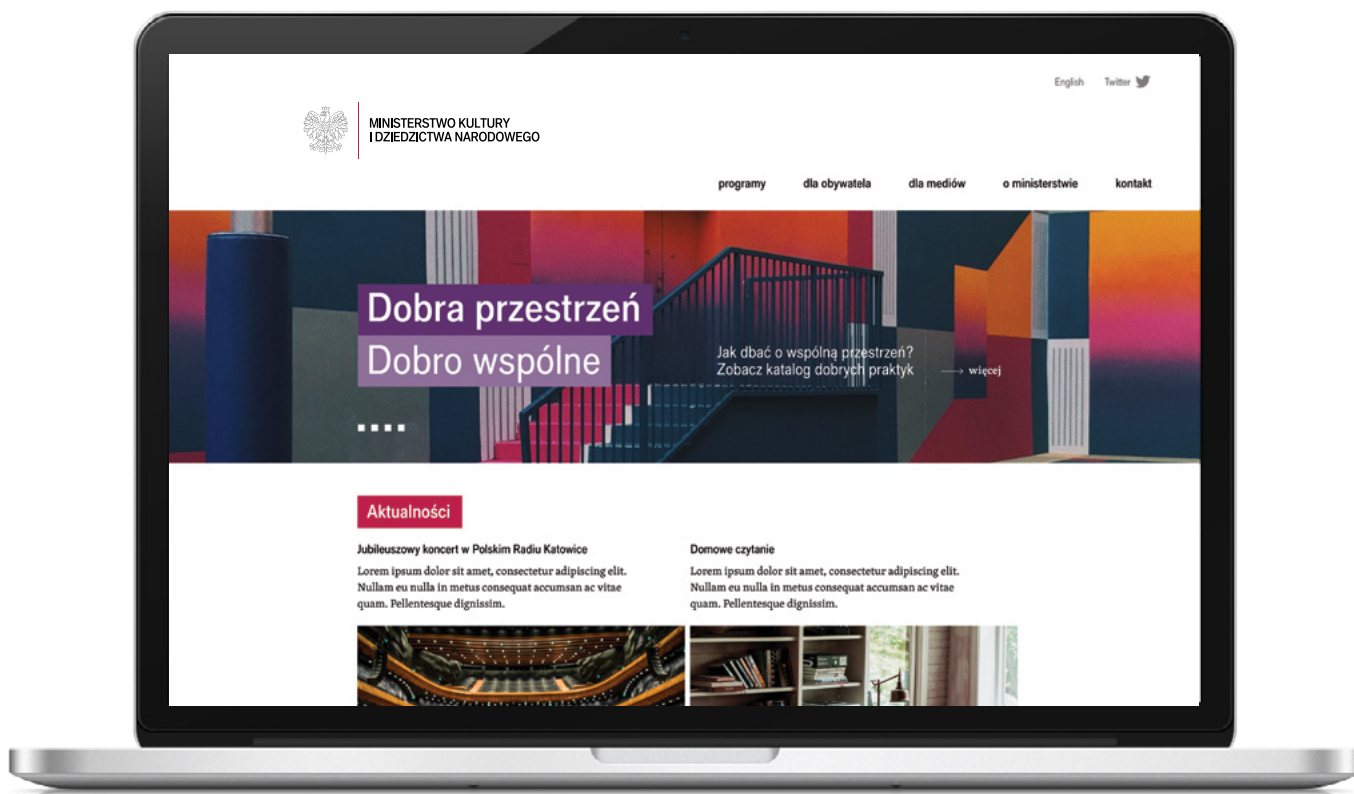 English Twitter
MINISTERSTWO KULTURY
I DZIEDZICTWA NARODOWEGO
programy dla obywatela dla mediów o ministerstwie kontakt
Dobra przestrzeń
Dobro wspólne
Jak dbać o wspólną przestrzeń?
Zobacz katalog dobrych praktyk → więcej
Aktualności
Jubileuszowy koncert w Polskim Radiu Katowice
Lorem ipsum dolor sit amet, consectetur adipiscing elit.
Nullam eu nulla in metus consequat accumsan ac vitae
quam. Pellentesque dignissim.
Domowe czytanie
Lorem ipsum dolor sit amet, consectetur adipiscing elit.
Nullam eu nulla in metus consequat accumsan ac vitae
quam. Pellentesque dignissim.